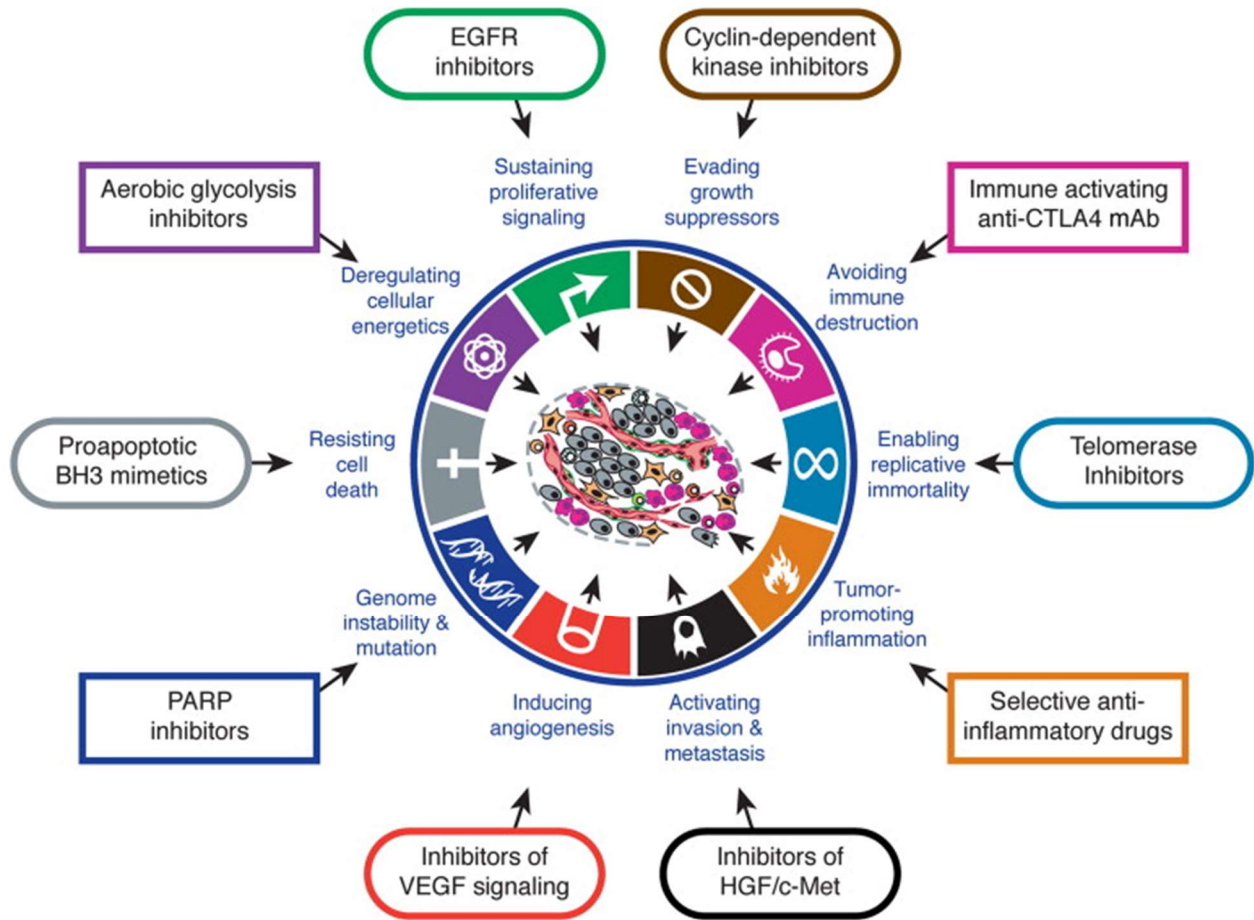 EGFR
inhibitors
Cyclin-dependent
kinase inhibitors
Sustaining
proliferative
signaling
Evading
growth
suppressors
Aerobic glycolysis
inhibitors
Immune activating
anti-CTLA4 mAb
Deregulating
cellular
energetics
Avoiding
immune
destruction
Proapoptotic
BH3 mimetics
Resisting
cell
death
Enabling
replicative
immortality
Telomerase
Inhibitors
Genome
instability &
mutation
Tumor-
promoting
inflammation
PARP
inhibitors
Inducing
angiogenesis
Activating
invasion &
metastasis
Selective anti-
inflammatory drugs
Inhibitors of
VEGF signaling
Inhibitors of
HGF/c-Met